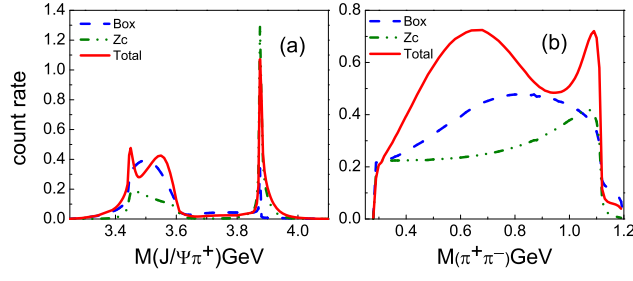 Box
Zc
Total
(a)
count rate
1.4
1.2
1.0
0.8
0.6
0.4
0.2
0.0
3.4 3.6 3.8 4.0
M(J/Ψπ⁺)GeV
Box
Zc
Total
(b)
0.8
0.6
0.4
0.2
0.0
0.4 0.6 0.8 1.0 1.2
M(π⁺π⁻)GeV